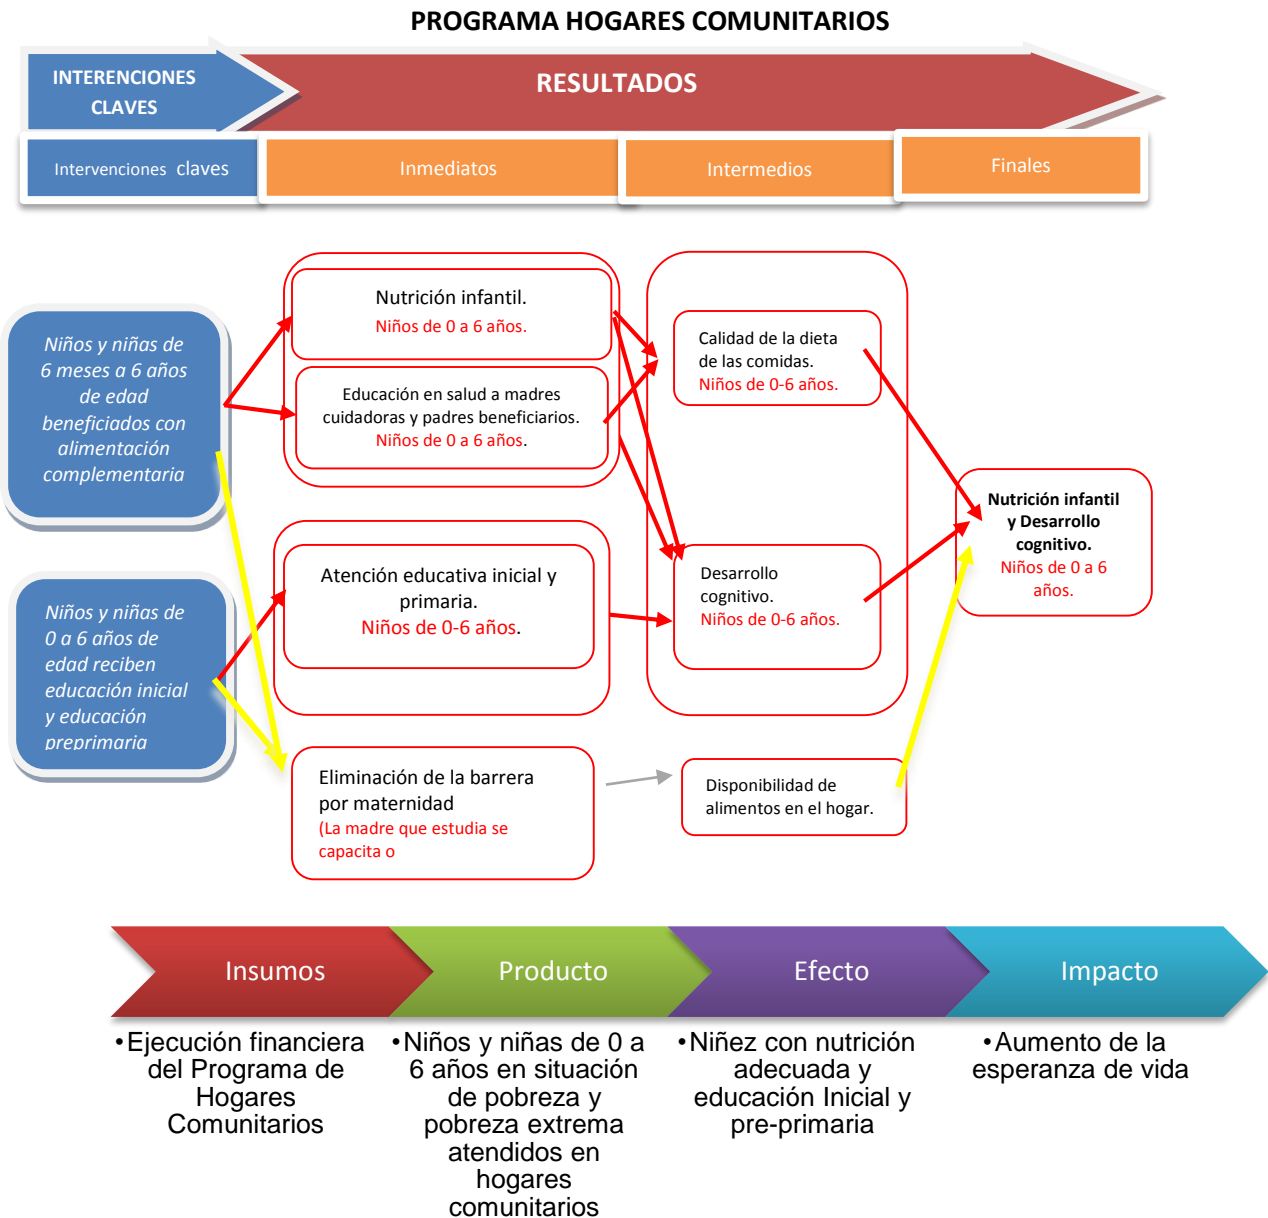 PROGRAMA HOGARES COMUNITARIOS
INTERENCIONES
CLAVES
RESULTADOS
Intervenciones claves
Inmediatos
Intermedios
Finales
Niños y niñas de
6 meses a 6 años
de edad
beneficiados con
alimentación
complementaria
Niños y niñas de
0 a 6 años de
edad reciben
educación inicial
y educación
preprimaria
Nutrición infantil.
Niños de 0 a 6 años.
Educación en salud a madres
cuidadoras y padres beneficiarios.
Niños de 0 a 6 años.
Atención educativa inicial y
primaria.
Niños de 0-6 años.
Eliminación de la barrera
por maternidad
(La madre que estudia se
capacita o
Calidad de la dieta
de las comidas.
Niños de 0-6 años.
Desarrollo
cognitivo.
Niños de 0-6 años.
Disponibilidad de
alimentos en el hogar.
Nutrición infantil
y Desarrollo
cognitivo.
Niños de 0 a 6
años.
Insumos
Producto
Efecto
Impacto
•Ejecución financiera
del Programa de
Hogares
Comunitarios
•Niños y niñas de 0 a
6 años en situación
de pobreza y
pobreza extrema
atendidos en
hogares
comunitarios
•Niñez con nutrición
adecuada y
educación Inicial y
pre-primaria
•Aumento de la
esperanza de vida